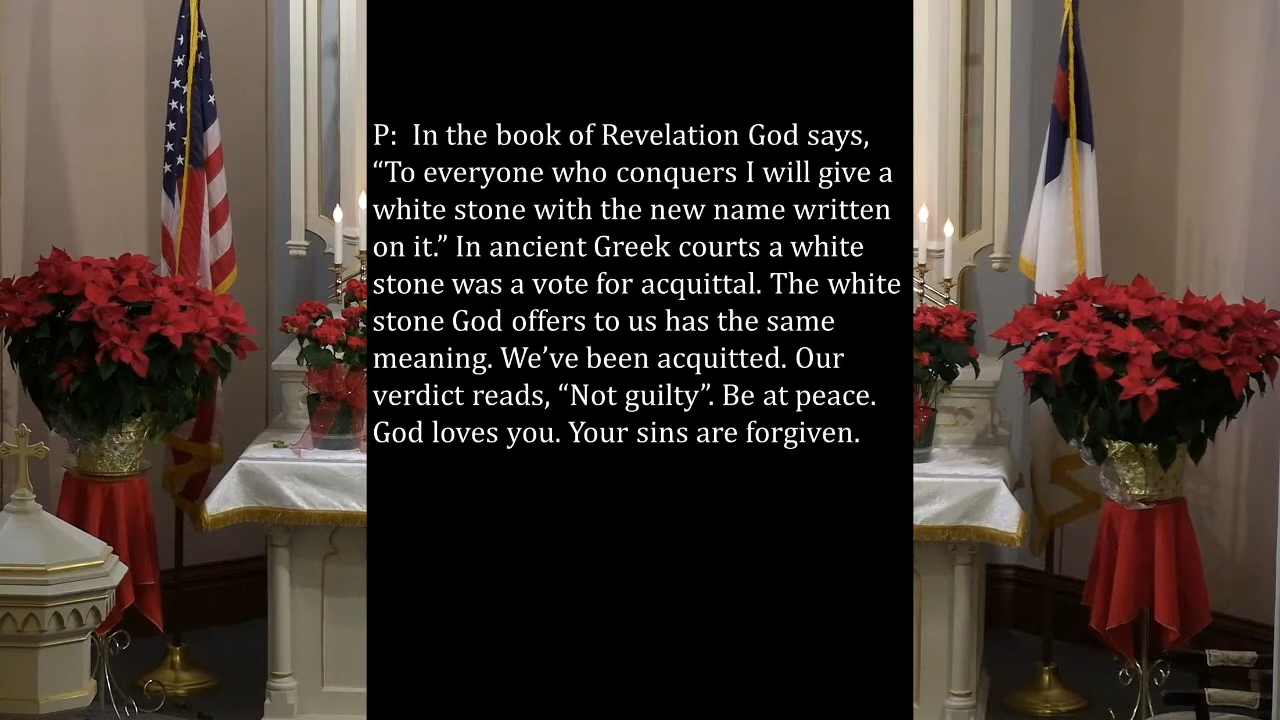 P:  In the book of Revelation God says,
“To everyone who conquers I will give a
white stone with the new name written
on it.” In ancient Greek courts a white
stone was a vote for acquittal. The white
stone God offers to us has the same
meaning. We’ve been acquitted. Our
verdict reads, “Not guilty”. Be at peace.
God loves you. Your sins are forgiven.